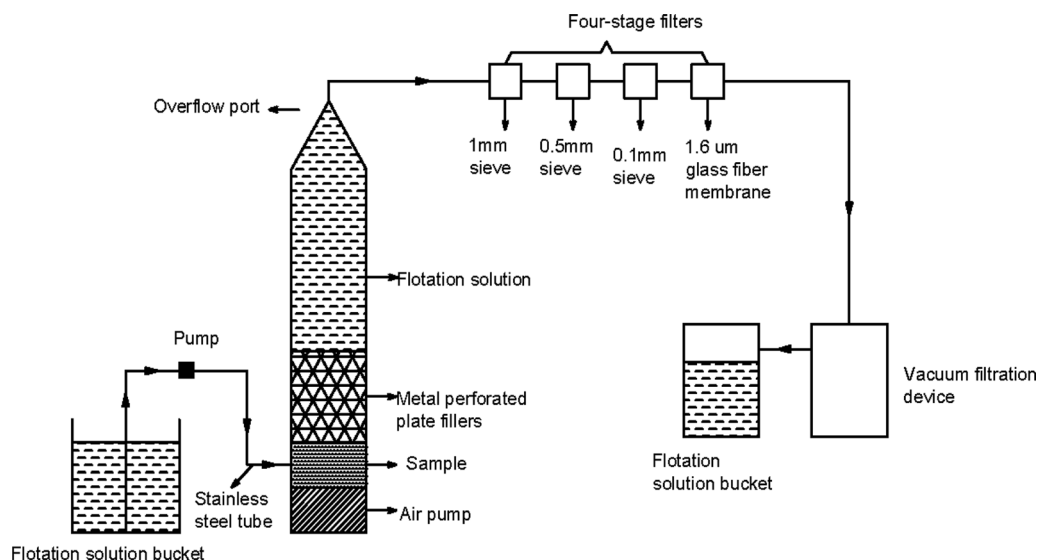 Four-stage filters
Overflow port
1mm
sieve
0.5mm
sieve
0.1mm
sieve
1.6 um
glass fiber
membrane
Flotation solution
Pump
Metal perforated
plate fillers
Vacuum filtration
device
Sample
Flotation
solution bucket
Stainless
steel tube
Air pump
Flotation solution bucket